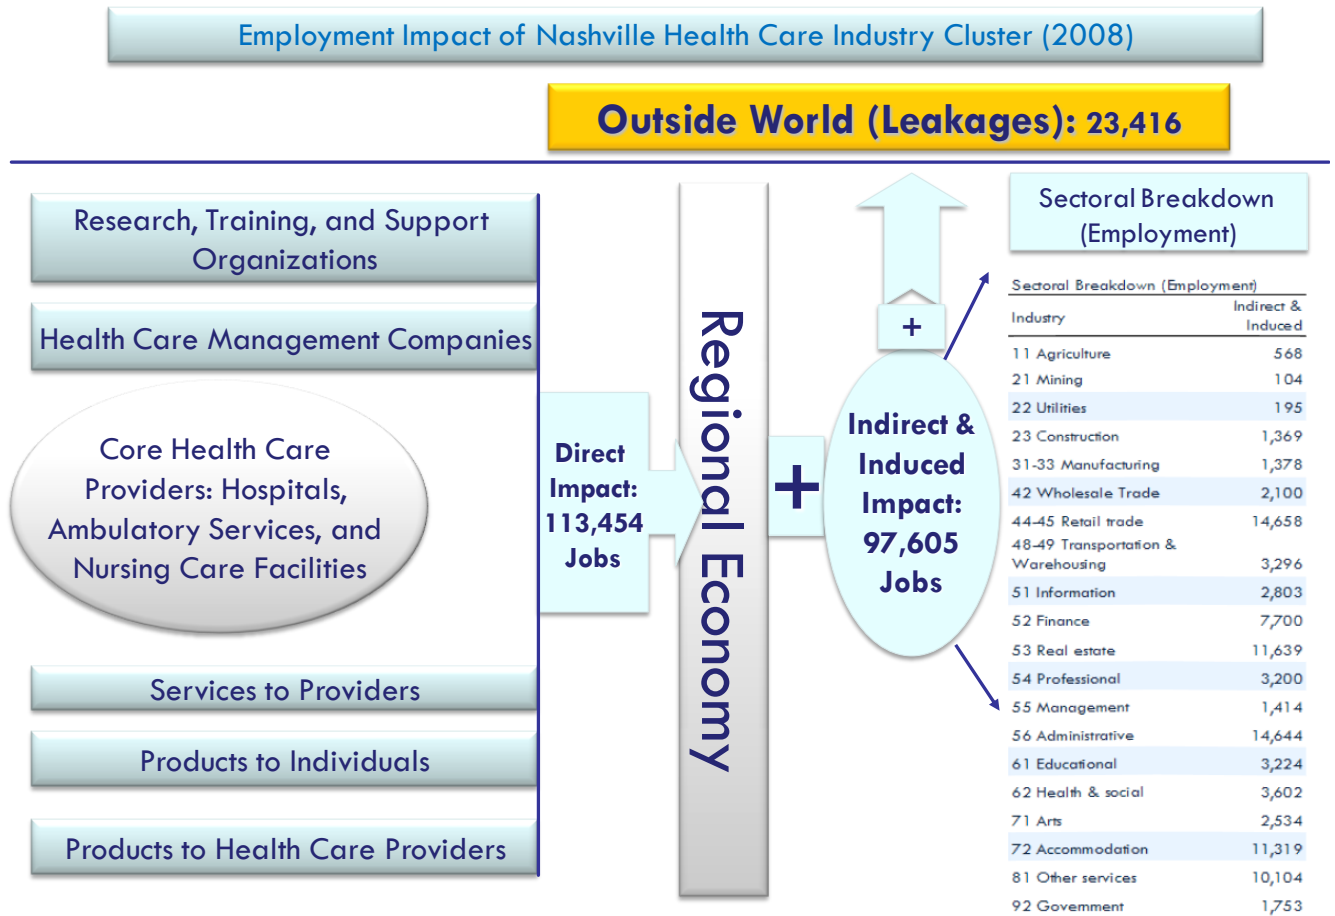 Employment Impact of Nashville Health Care Industry Cluster (2008)
Outside World (Leakages): 23,416
Research, Training, and Support
Organizations
Health Care Management Companies
Core Health Care
Providers: Hospitals,
Ambulatory Services, and
Nursing Care Facilities
Services to Providers
Products to Individuals
Products to Health Care Providers
Direct
Impact:
113,454
Jobs
Regional Economy
+
Indirect &
Induced
Impact:
97,605
Jobs
+
Sectoral Breakdown
(Employment)
Sectoral Breakdown (Employment)
Industry Indirect &
Induced
11 Agriculture 568
21 Mining 104
22 Utilities 195
23 Construction 1,369
31-33 Manufacturing 1,378
42 Wholesale Trade 2,100
44-45 Retail trade 14,658
48-49 Transportation &
Warehousing 3,296
51 Information 2,803
52 Finance 7,700
53 Real estate 11,639
54 Professional 3,200
55 Management 1,414
56 Administrative 14,644
61 Educational 3,224
62 Health & social 3,602
71 Arts 2,534
72 Accommodation 11,319
81 Other services 10,104
92 Government 1,753